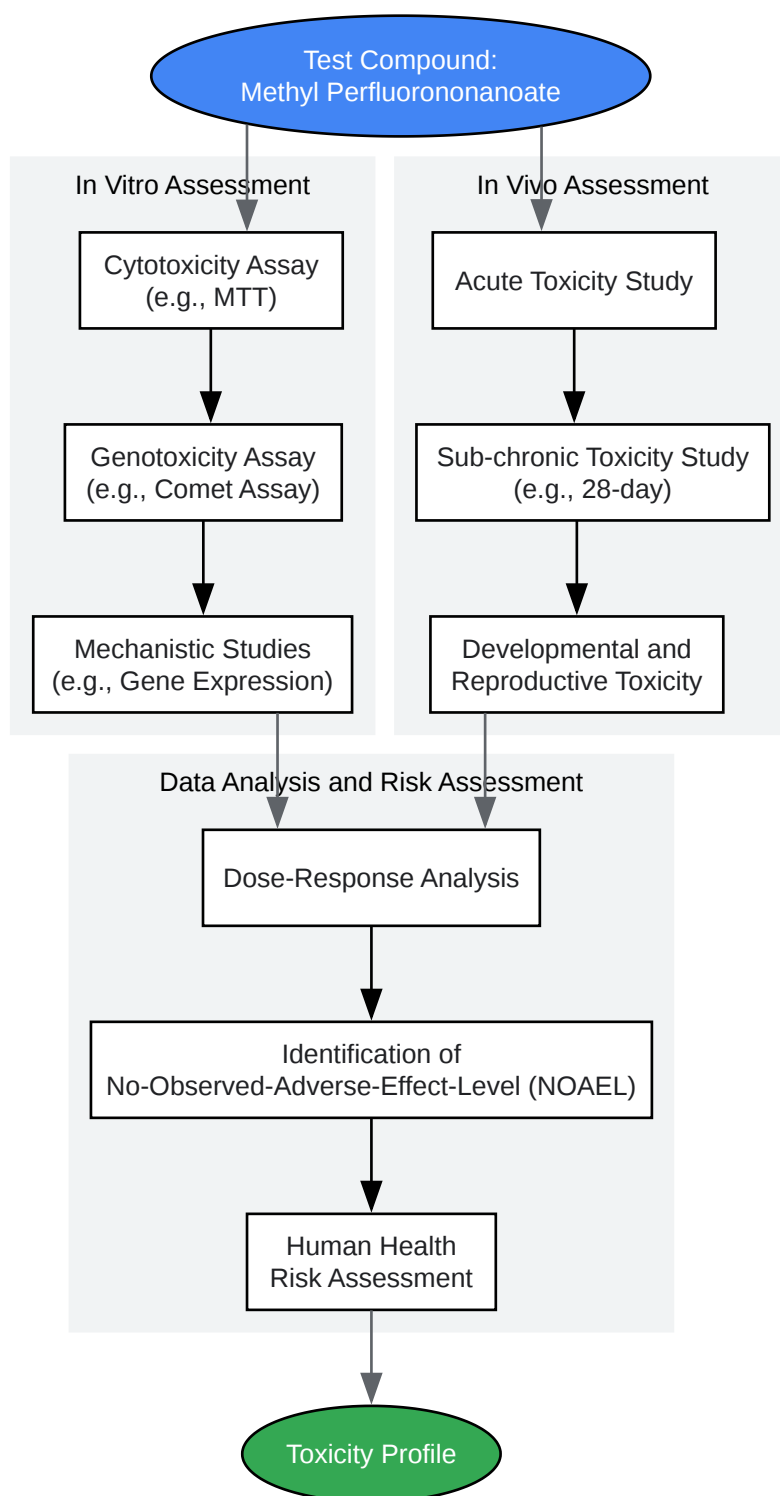 Test Compound:
Methyl Perfluorononanoate
In Vitro Assessment
Cytotoxicity Assay
(e.g., MTT)
Genotoxicity Assay
(e.g., Comet Assay)
Mechanistic Studies
(e.g., Gene Expression)
In Vivo Assessment
Acute Toxicity Study
Sub-chronic Toxicity Study
(e.g., 28-day)
Developmental and
Reproductive Toxicity
Data Analysis and Risk Assessment
Dose-Response Analysis
Identification of
No-Observed-Adverse-Effect-Level (NOAEL)
Human Health
Risk Assessment
Toxicity Profile